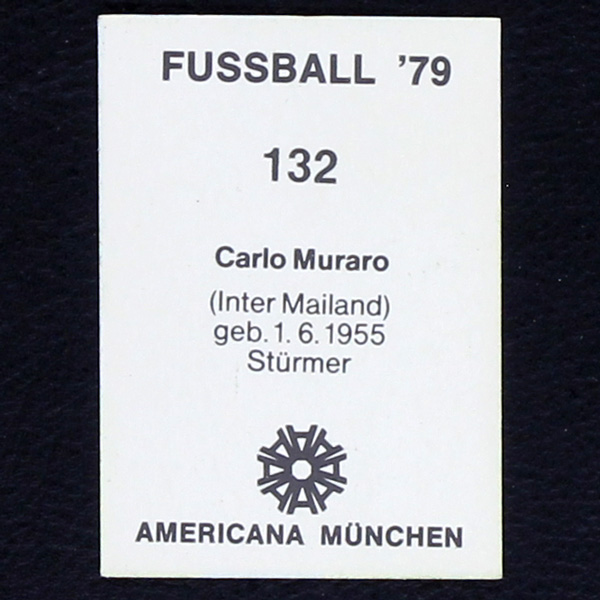 FUSSBALL ’79
132
Carlo Muraro
(Inter Mailand)
geb. 1. 6. 1955
Stürmer
AMERICANA MÜNCHEN